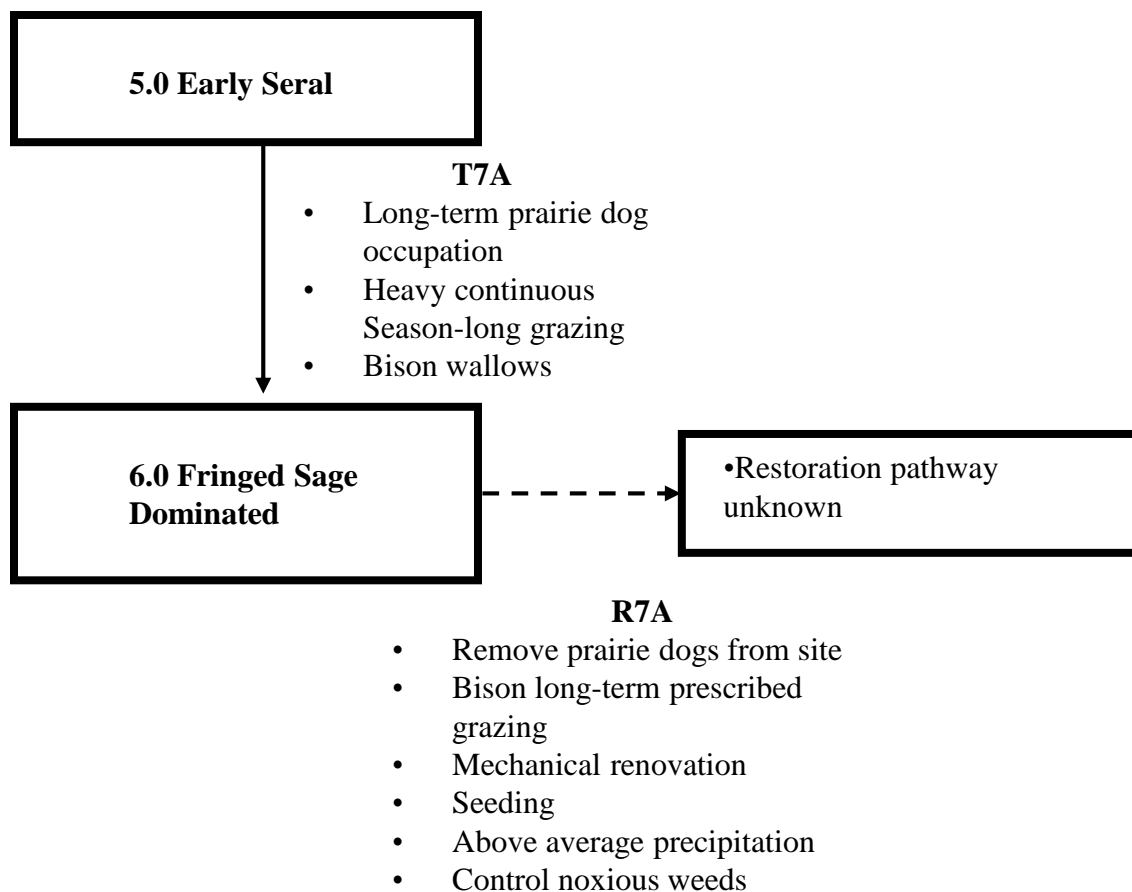 5.0 Early Seral
T7A
• Long-term prairie dog
occupation
• Heavy continuous
Season-long grazing
• Bison wallows
6.0 Fringed Sage
Dominated
•Restoration pathway
unknown
R7A
• Remove prairie dogs from site
• Bison long-term prescribed
grazing
• Mechanical renovation
• Seeding
• Above average precipitation
• Control noxious weeds